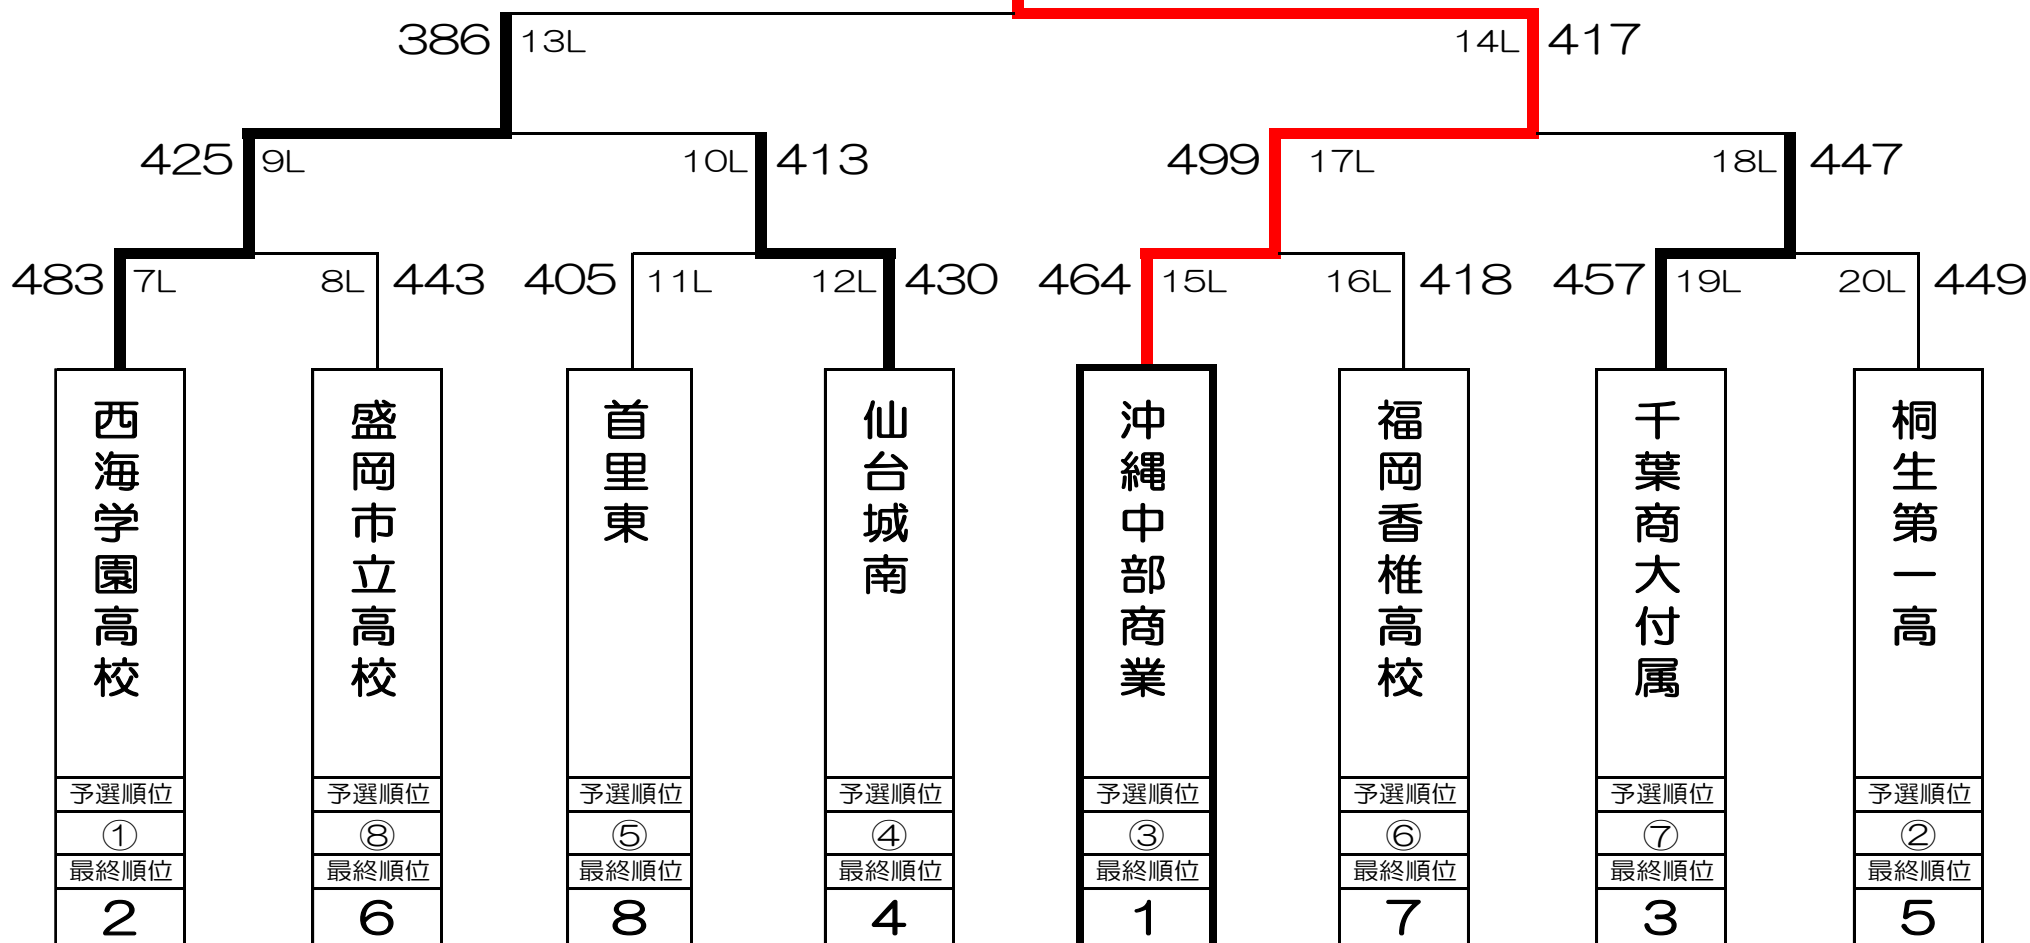 386 13L 14L 417
425 9L 10L 413 499 17L 18L 447
483 7L 8L 443 405 11L 12L 430 464 15L 16L 418 457 19L 20L 449
西海学園高校
盛岡市立高校
首里東
仙台城南
沖縄中部商業
福岡香椎高校
千葉商大付属
桐生第一高
予選順位 予選順位 予選順位 予選順位 予選順位 予選順位 予選順位 予選順位
① ⑧ ⑤ ④ ③ ⑥ ⑦ ②
最終順位 最終順位 最終順位 最終順位 最終順位 最終順位 最終順位 最終順位
2 6 8 4 1 7 3 5